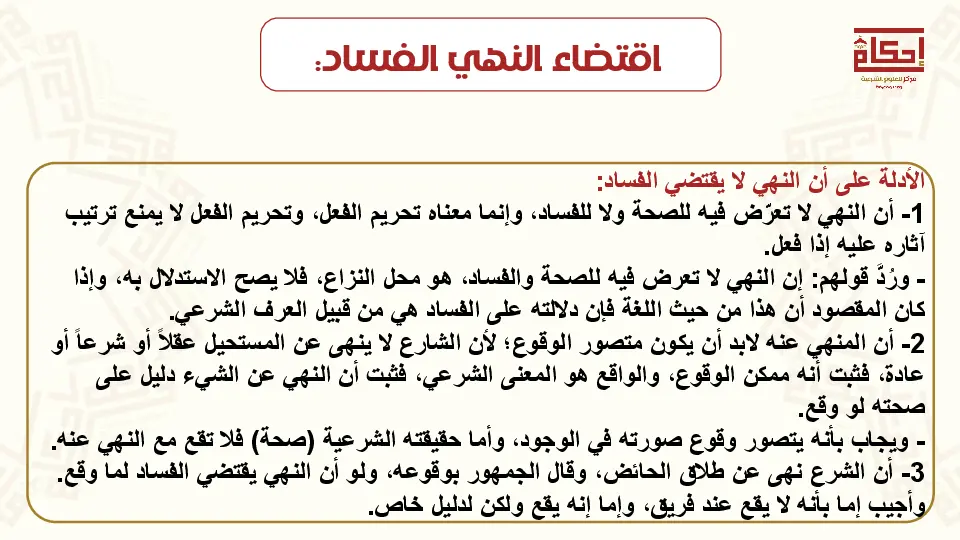 اقتضاء النهي الفساد:
إحكام
مركز للعلوم الشرعية
الأدلة على أن النهي لا يقتضي الفساد:
1- أن النهي لا تعرّض فيه للصحة ولا للفساد، وإنما معناه تحريم الفعل، وتحريم الفعل لا يمنع ترتيب
آثاره عليه إذا فعل.
- ورُدَّ قولهم: إن النهي لا تعرض فيه للصحة والفساد، هو محل النزاع، فلا يصح الاستدلال به، وإذا
كان المقصود أن هذا من حيث اللغة فإن دلالته على الفساد هي من قبيل العرف الشرعي.
2- أن المنهي عنه لابد أن يكون متصور الوقوع؛ لأن الشارع لا ينهى عن المستحيل عقلاً أو شرعاً أو
عادة، فثبت أنه ممكن الوقوع، والواقع هو المعنى الشرعي، فثبت أن النهي عن الشيء دليل على
صحته لو وقع.
- ويجاب بأنه يتصور وقوع صورته في الوجود، وأما حقيقته الشرعية (صحة) فلا تقع مع النهي عنه.
3- أن الشرع نهى عن طلاق الحائض، وقال الجمهور بوقوعه، ولو أن النهي يقتضي الفساد لما وقع.
وأجيب إما بأنه لا يقع عند فريق، وإما إنه يقع ولكن لدليل خاص.